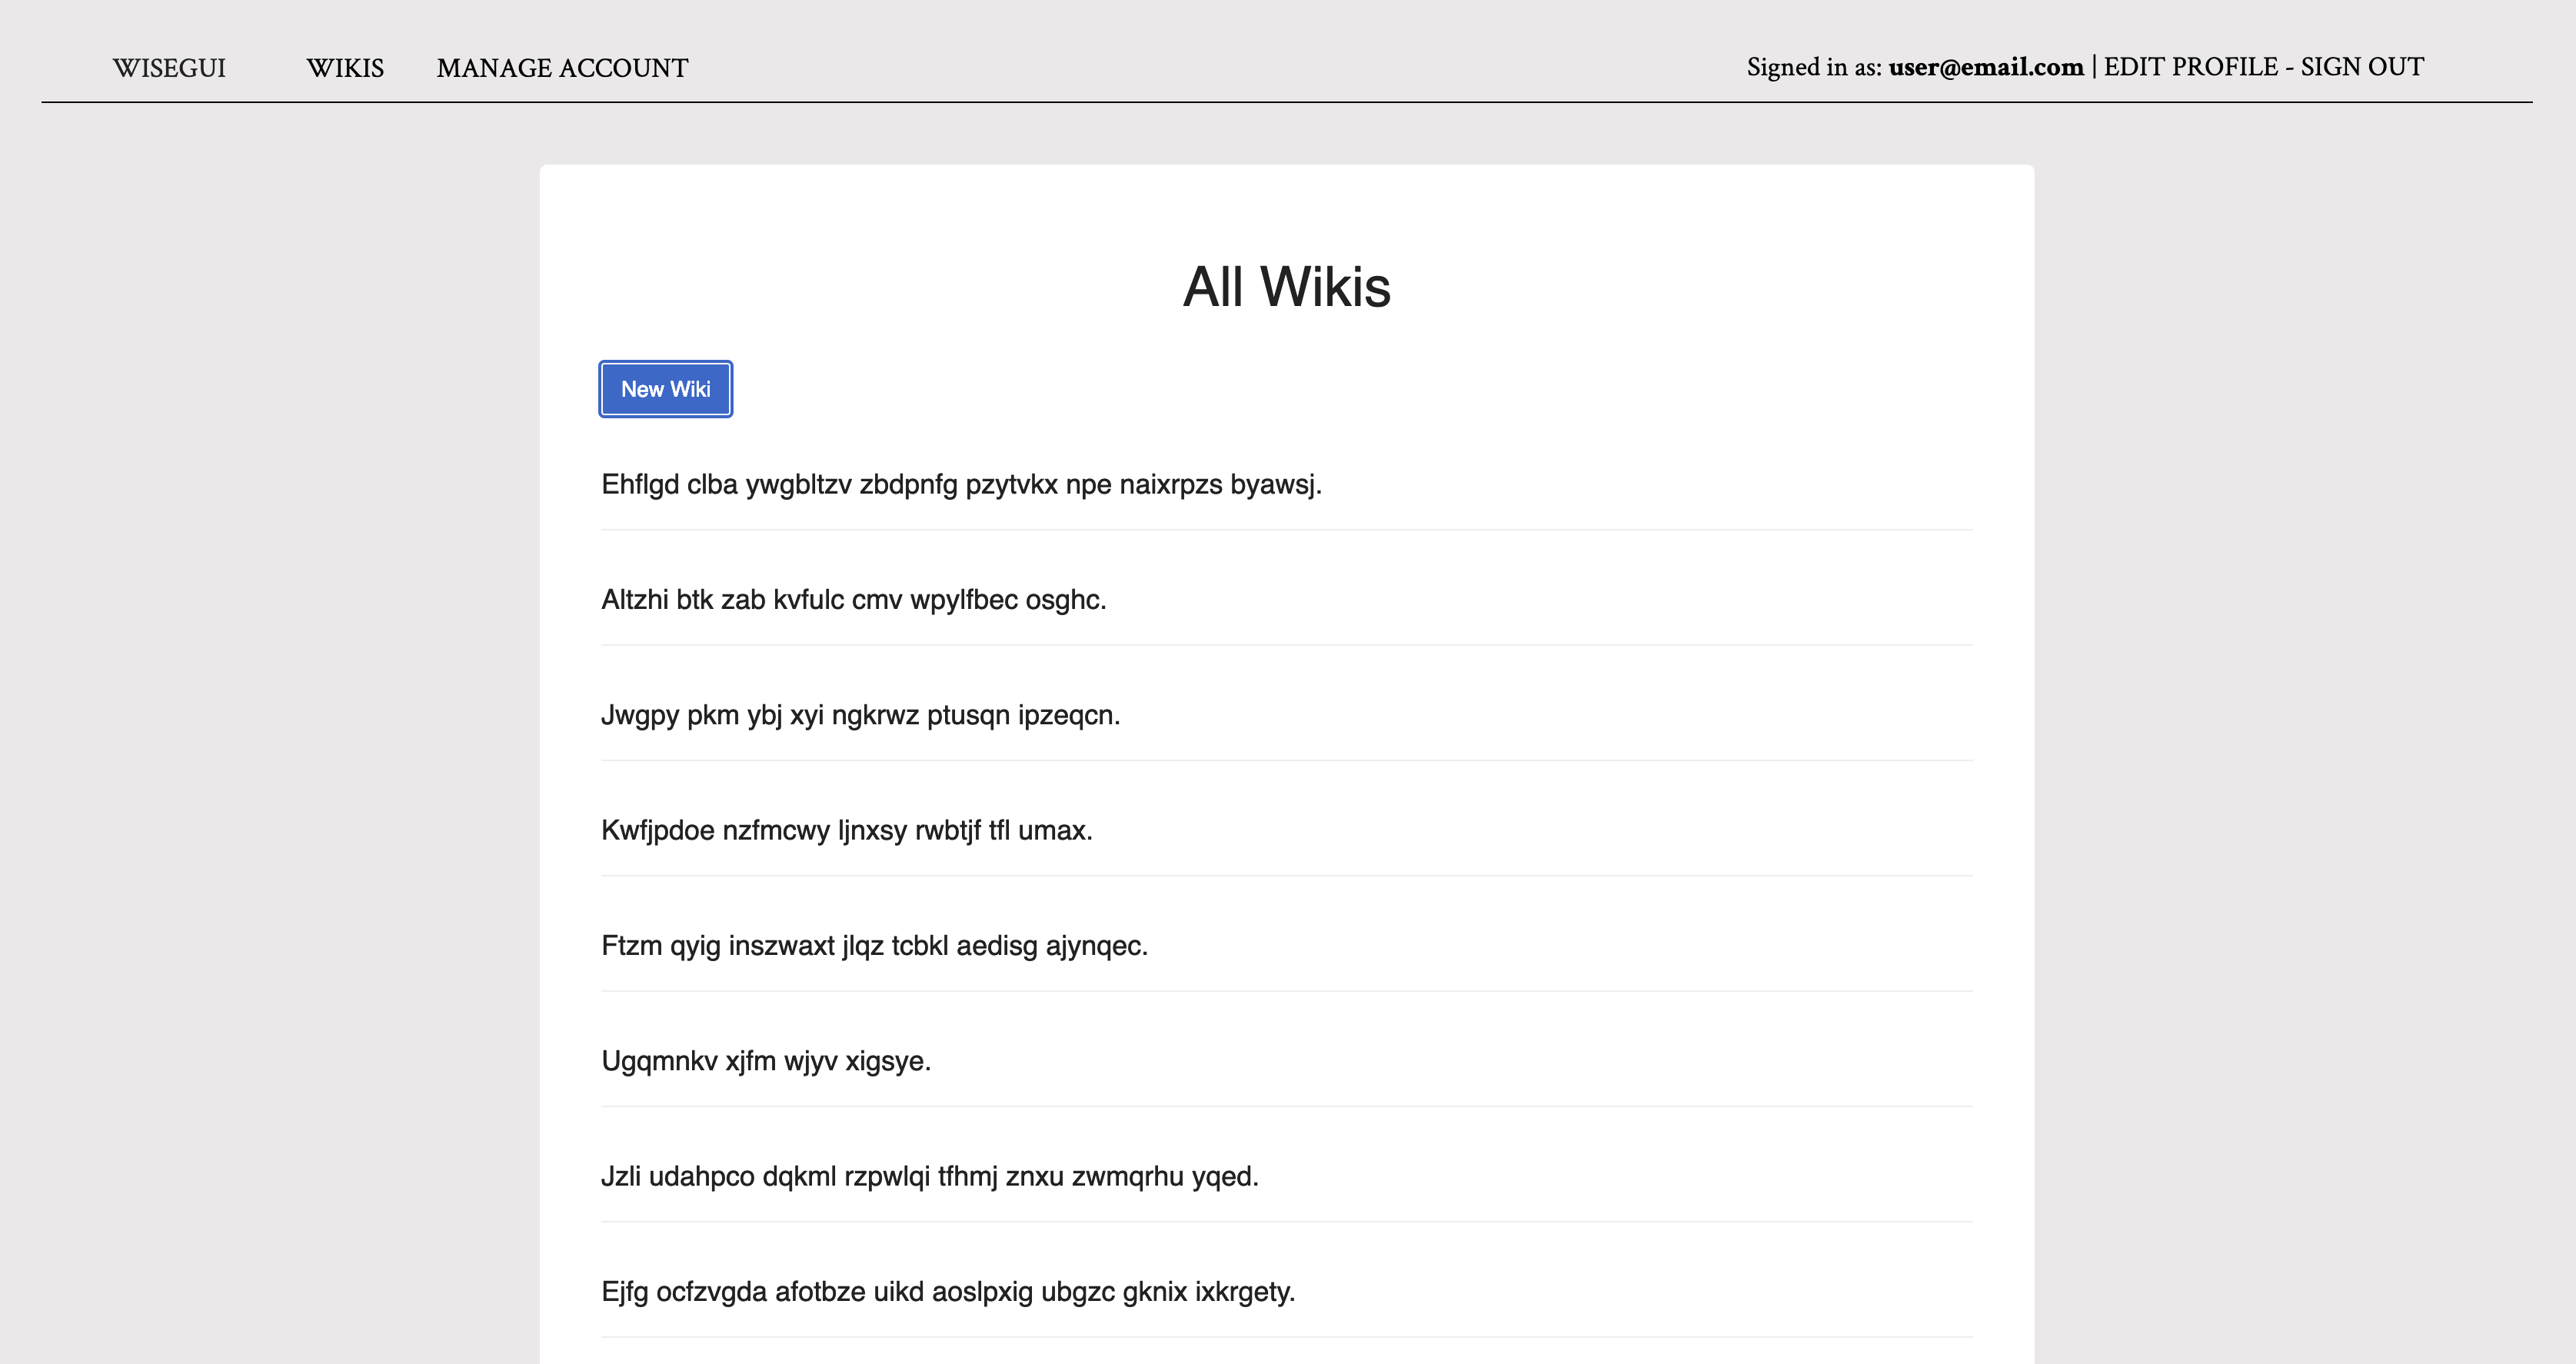 WISEGUI WIKIS MANAGE ACCOUNT Signed in as: user@email.com | EDIT PROFILE - SIGN OUT
All Wikis
New Wiki
Ehflgd clba ywgbltzv zbdpnfg pzytvkx npe naixrpzs byawsj.
Altzhi btk zab kvfulc cmv wpylfbec osghc.
Jwgpy pkm ybj xyi ngkrwz ptusqn ipzeqcn.
Kwfjpdoe nzfmcwy ljnxsy rwbtjf tfl umax.
Ftzm qyig inszwaxt jlqz tcbkl aedisg ajynqec.
Ugqmnkv xjfm wjyv xigsye.
Jzli udahpco dqkml rzpwlqi tfhmj znxu zwmqrhu yqed.
Ejfg ocfzvgda afotbze uikd aoslpxig ubgzc gknix ixkrgety.